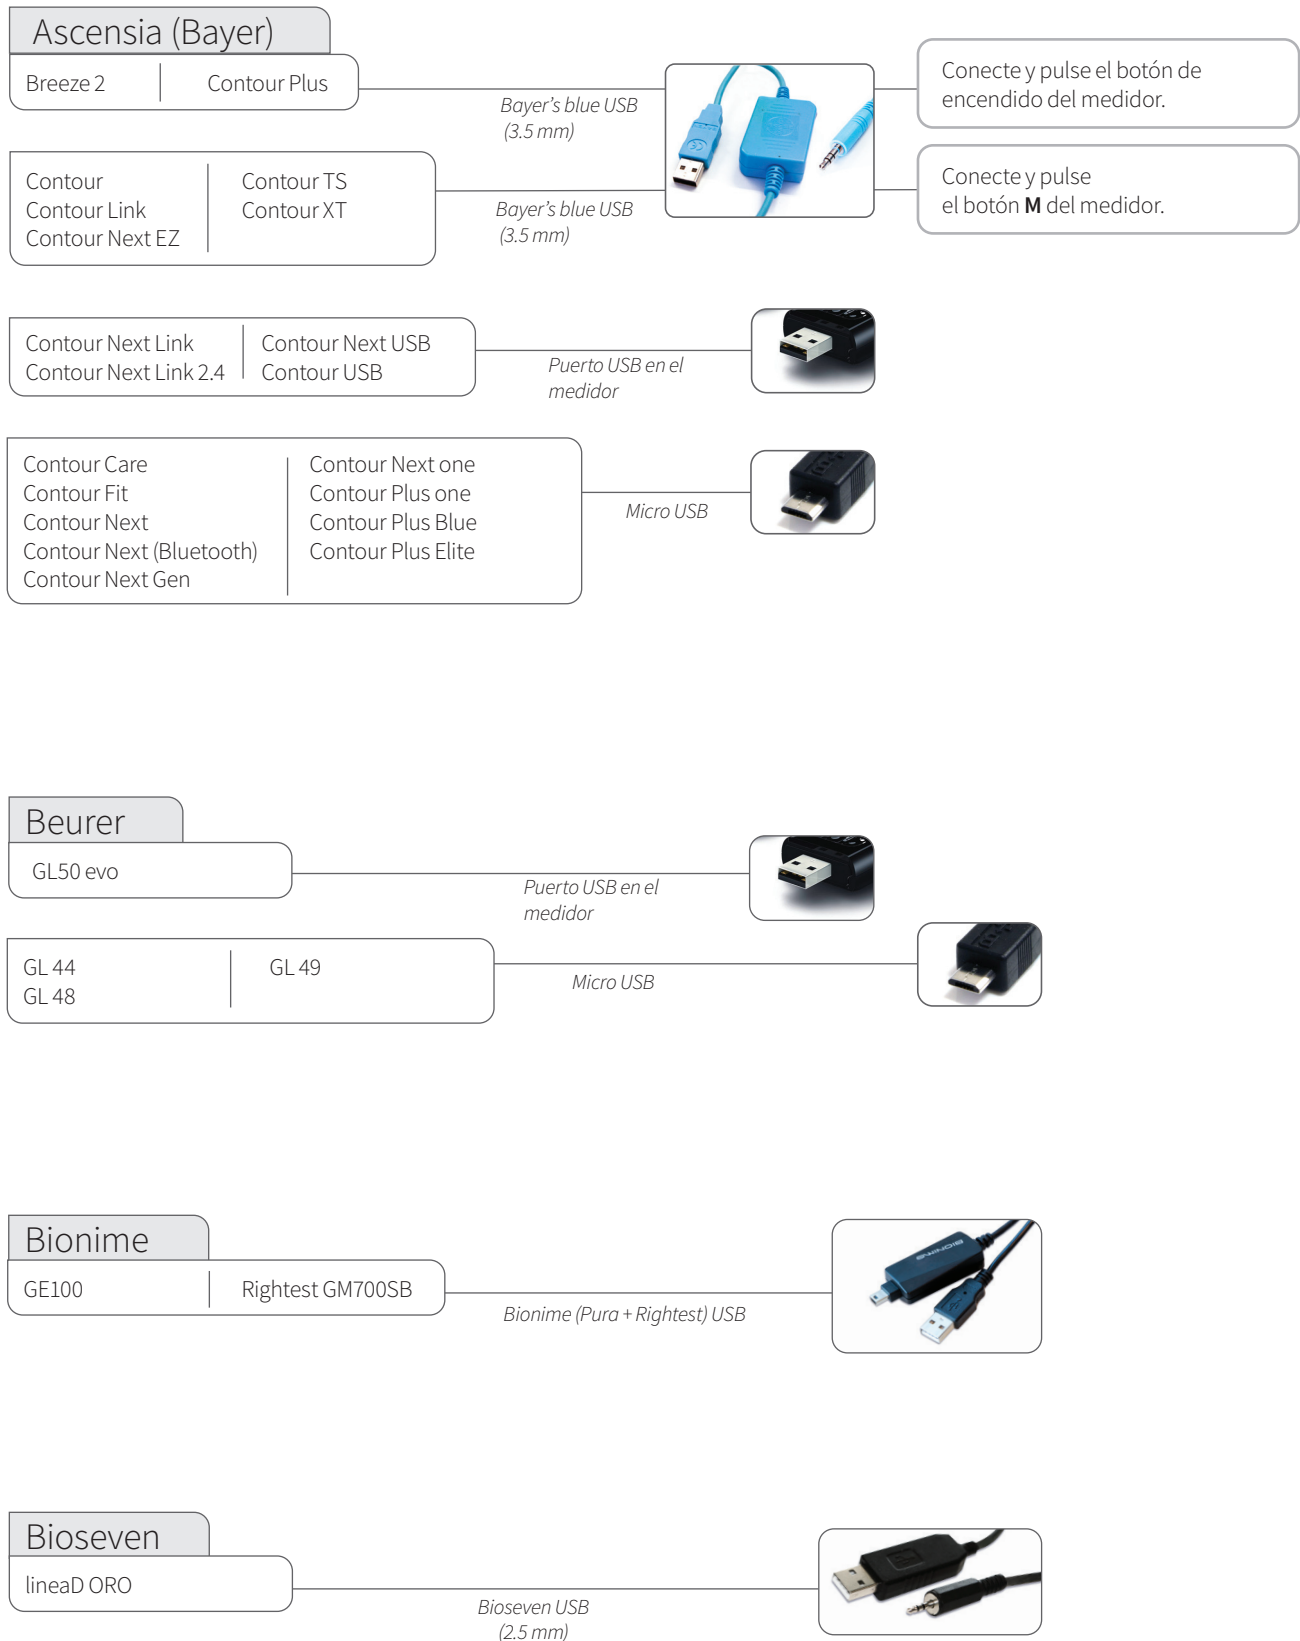 Ascensia (Bayer)
Breeze 2
Contour Plus
Bayer's blue USB
(3.5 mm)
Conecte y pulse el botón de
encendido del medidor.
Contour
Contour Link
Contour Next EZ
Contour TS
Contour XT
Bayer's blue USB
(3.5 mm)
Conecte y pulse
el botón M del medidor.
Contour Next Link
Contour Next Link 2.4
Contour Next USB
Contour USB
Puerto USB en el
medidor
Contour Care
Contour Fit
Contour Next
Contour Next (Bluetooth)
Contour Next Gen
Contour Next one
Contour Plus one
Contour Plus Blue
Contour Plus Elite
Micro USB
Beurer
GL50 evo
Puerto USB en el
medidor
GL 44
GL 48
GL 49
Micro USB
Bionime
GE100
Rightest GM700SB
Bionime (Pura + Rightest) USB
BIONIME
Bioseven
lineaD ORO
Bioseven USB
(2.5 mm)